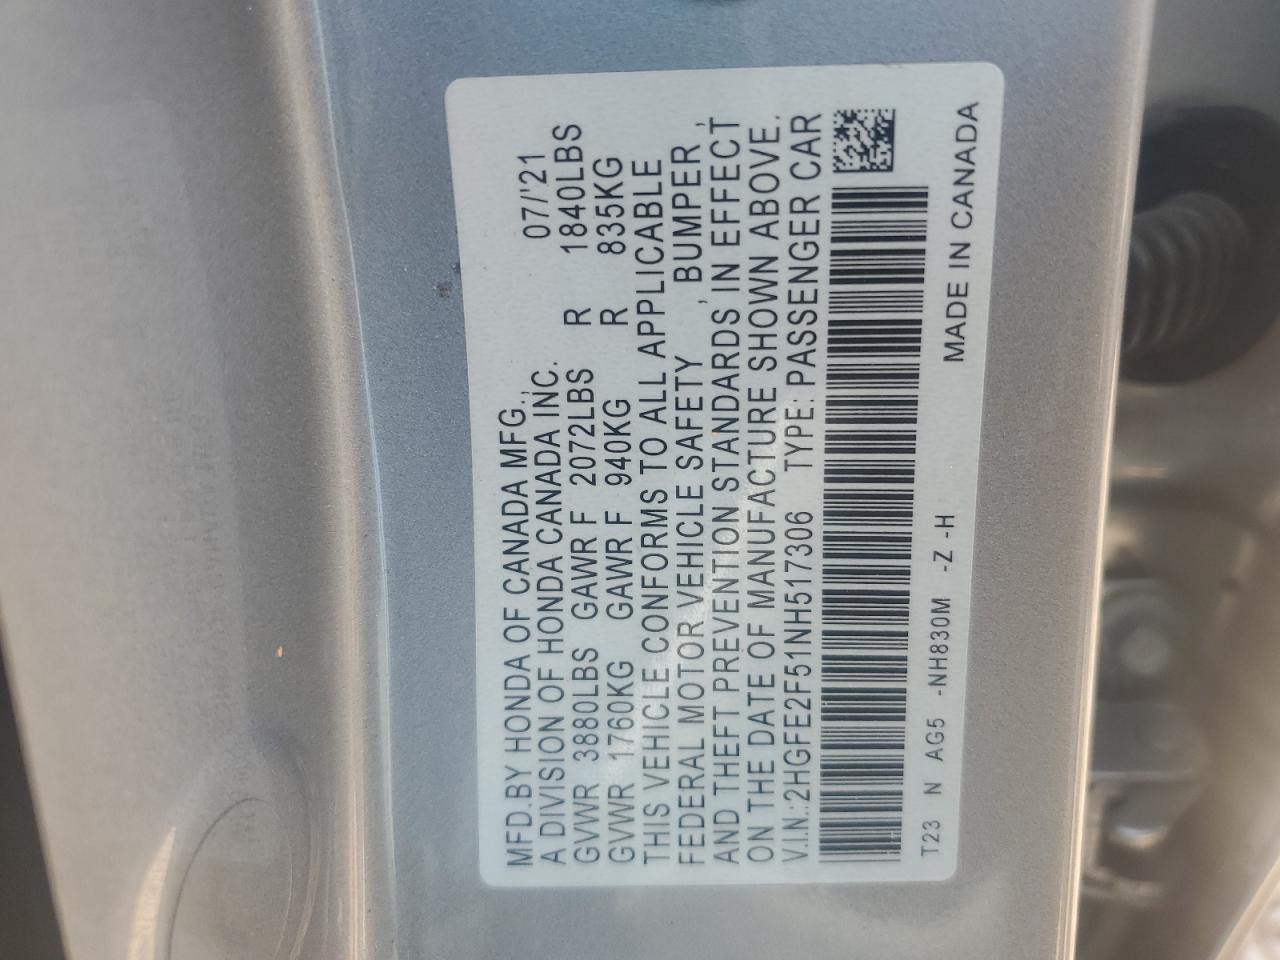 MFD.BY HONDA OF CANADA MFG.,
A DIVISION OF HONDA CANADA INC. 07/'21
GVWR 3880LBS GAWR F 2072LBS R 1840LBS
GVWR 1760KG GAWR F 940KG R 835KG
THIS VEHICLE CONFORMS TO ALL APPLICABLE
FEDERAL MOTOR VEHICLE SAFETY , BUMPER ,
AND THEFT PREVENTION STANDARDS IN EFFECT
ON THE DATE OF MANUFACTURE SHOWN ABOVE.
V.I.N.:2HGFE2F51NH517306 TYPE: PASSENGER CAR
T23 N AG5 -NH830M -Z -H MADE IN CANADA